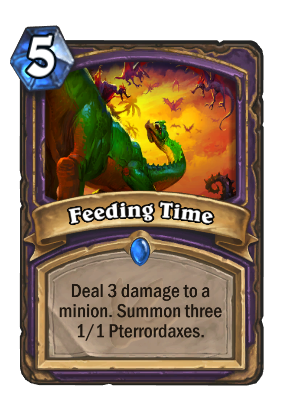 5
Feeding Time
Deal 3 damage to a
minion. Summon three
1/1 Pterrordaxes.